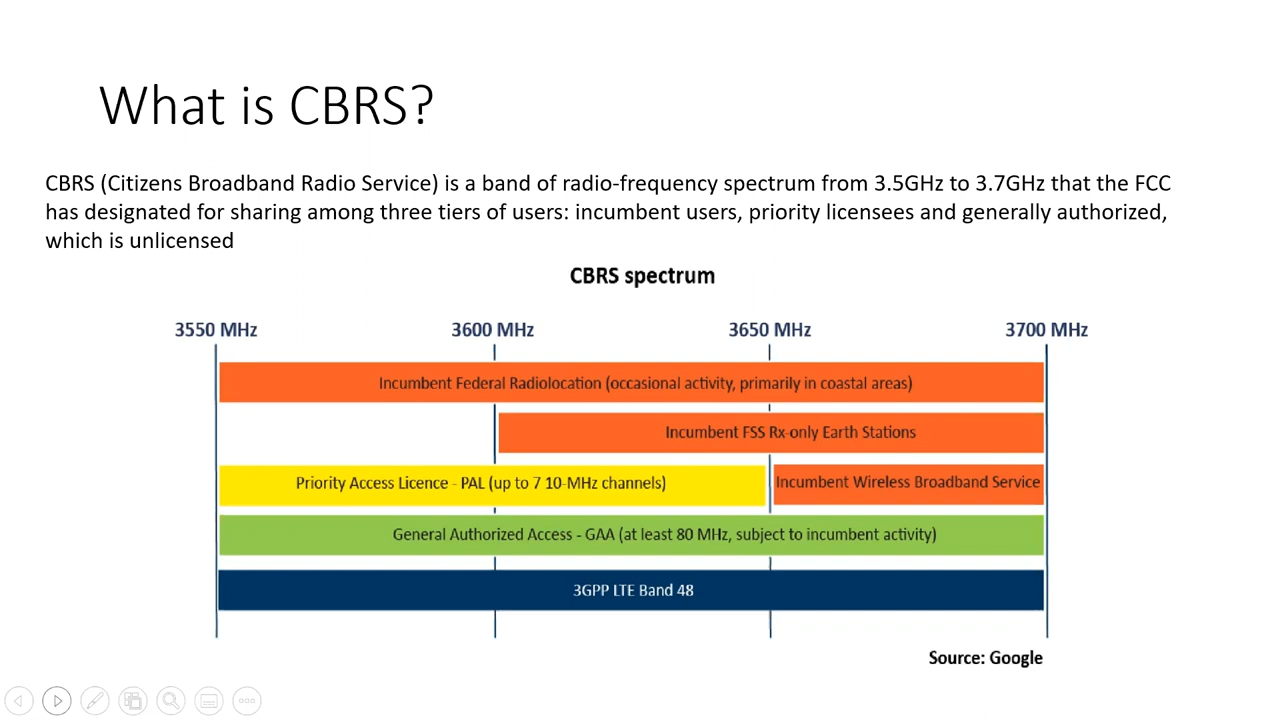 What is CBRS?
CBRS (Citizens Broadband Radio Service) is a band of radio-frequency spectrum from 3.5GHz to 3.7GHz that the FCC
has designated for sharing among three tiers of users: incumbent users, priority licensees and generally authorized,
which is unlicensed
CBRS spectrum
3550 MHz 3600 MHz 3650 MHz 3700 MHz
Incumbent Federal Radiolocation (occasional activity, primarily in coastal areas)
Incumbent FSS Rx-only Earth Stations
Priority Access Licence - PAL (up to 7 10-MHz channels) Incumbent Wireless Broadband Service
General Authorized Access - GAA (at least 80 MHz, subject to incumbent activity)
3GPP LTE Band 48
Source: Google